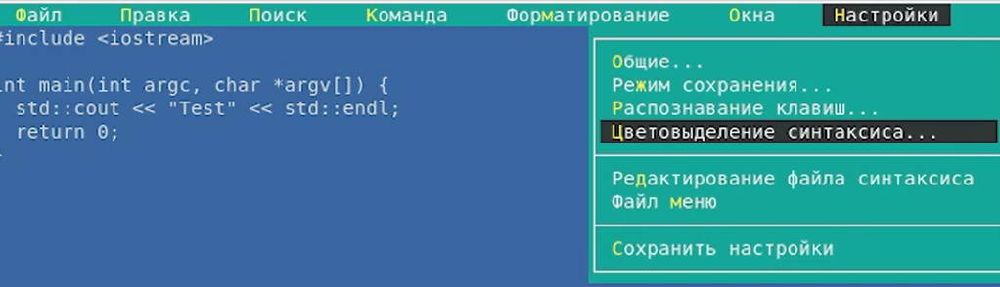 Файл Правка Поиск Команда Форматирование Окна Настройки
#include <iostream>
int main(int argc, char *argv[]) {
std::cout << "Test" << std::endl;
return 0;
Общие...
Режим сохранения...
Распознавание клавиш...
Цветовыделение синтаксиса...
Редактирование файла синтаксиса
Файл меню
Сохранить настройки